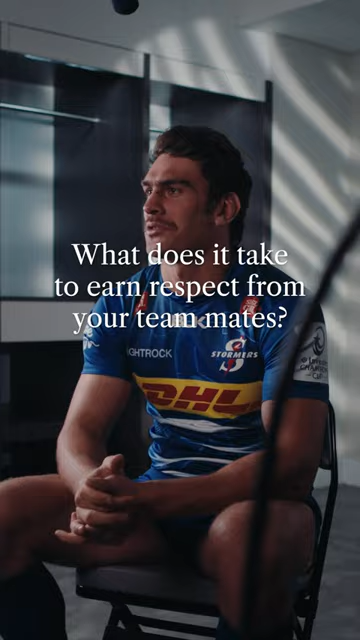 What does it take
to earn respect from
your team mates?
STORMERS
DHL